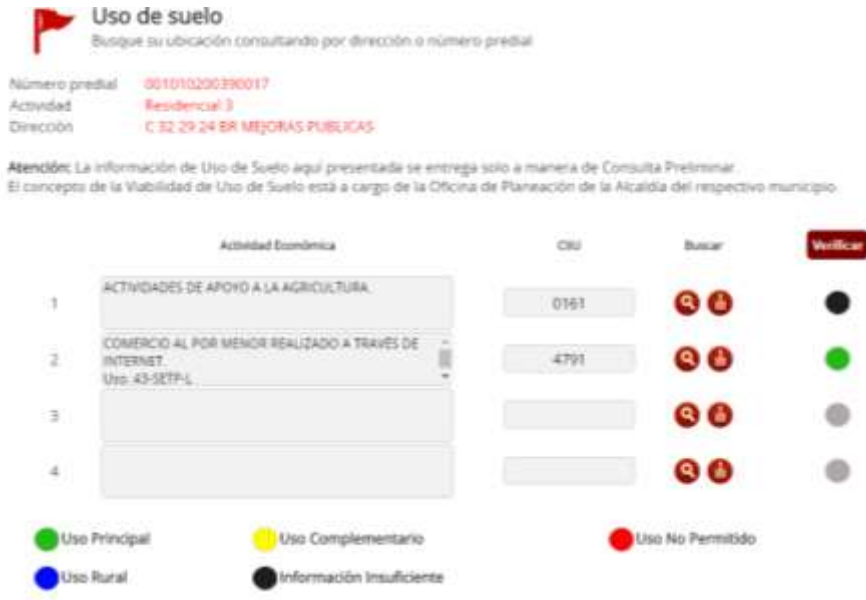 Uso de suelo
Busque su ubicación consultando por dirección o número predial
Número predial 001010200390017
Actividad Residencial 3
Dirección C 32 29 24 BR MEJORAS PUBLICAS
Atención: La información de Uso de Suelo aquí presentada se entrega solo a manera de Consulta Preliminar.
El concepto de la Viabilidad de Uso de Suelo está a cargo de la Oficina de Planeación de la Alcaldía del respectivo municipio.
Actividad Económica CIIU Buscar Verificar
1 ACTIVIDADES DE APOYO A LA AGRICULTURA. 0161
2 COMERCIO AL POR MENOR REALIZADO A TRAVÉS DE
INTERNET. 4791
Uso: 43-SETP-L
3
4
Uso Principal Uso Complementario Uso No Permitido
Uso Rural Información Insuficiente